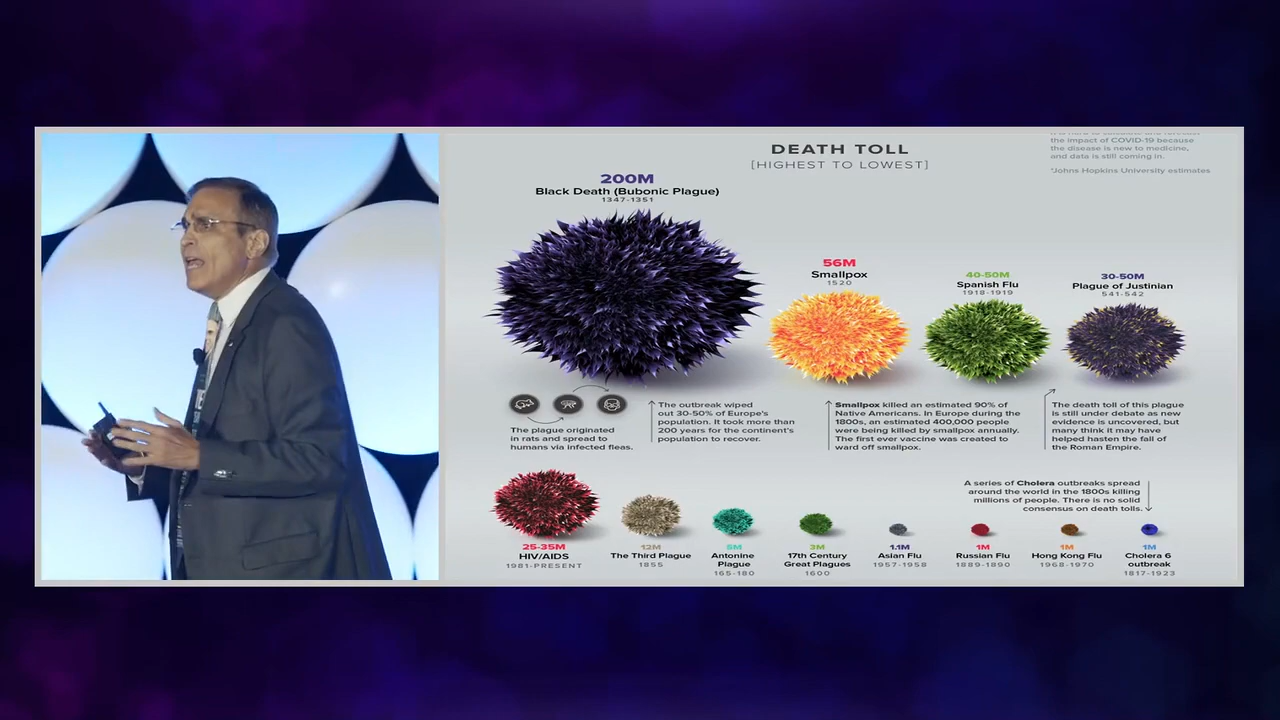 the impact of COVID-19 because
the disease is new to medicine,
and data is still coming in.
*Johns Hopkins University estimates
DEATH TOLL
[HIGHEST TO LOWEST]
200M
Black Death (Bubonic Plague)
1347-1351
56M
Smallpox
1520
40-50M
Spanish Flu
1918-1919
30-50M
Plague of Justinian
541-542
The plague originated
in rats and spread to
humans via infected fleas.
The outbreak wiped
out 30-50% of Europe's
population. It took more than
200 years for the continent's
population to recover.
Smallpox killed an estimated 90% of
Native Americans. In Europe during the
1800s, an estimated 400,000 people
were being killed by smallpox annually.
The first ever vaccine was created to
ward off smallpox.
The death toll of this plague
is still under debate as new
evidence is uncovered, but
many think it may have
helped hasten the fall of
the Roman Empire.
A series of Cholera outbreaks spread
around the world in the 1800s killing
millions of people. There is no solid
consensus on death tolls.
25-35M
HIV/AIDS
1981-PRESENT
12M
The Third Plague
1855
5M
Antonine
Plague
165-180
3M
17th Century
Great Plagues
1600
1.1M
Asian Flu
1957-1958
1M
Russian Flu
1889-1890
1M
Hong Kong Flu
1968-1970
1M
Cholera 6
outbreak
1817-1923